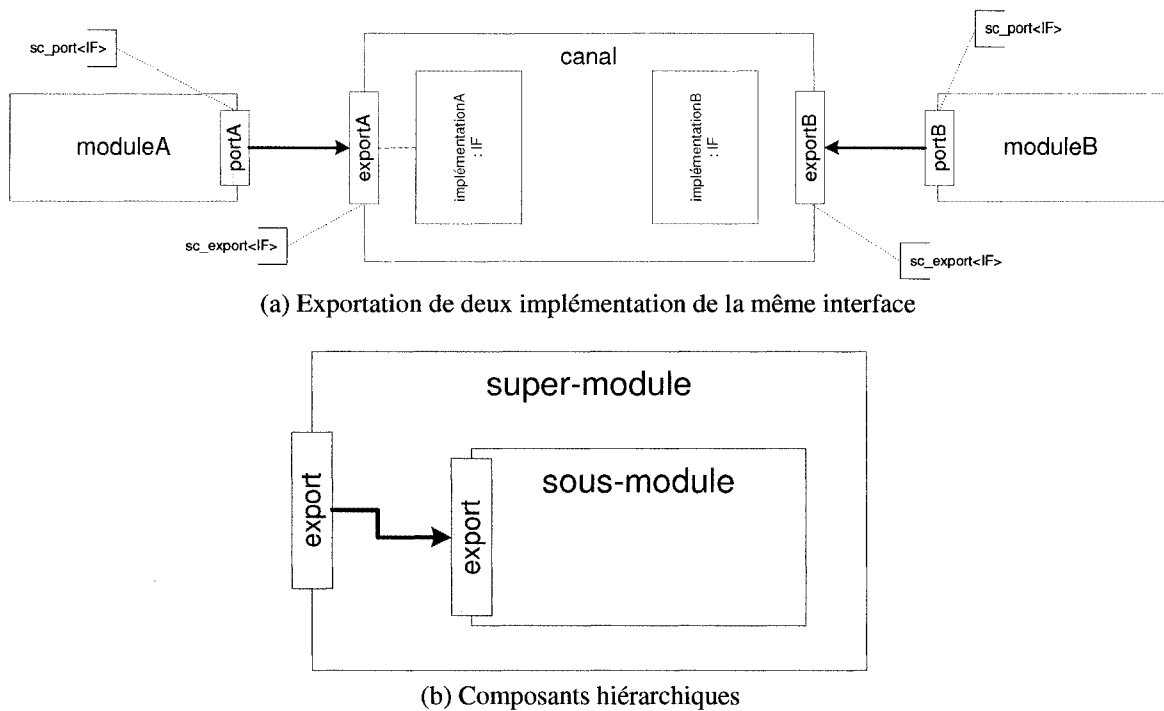 sc_port<IF>
sc_port<IF>
canal
moduleA
portA
exportA
implémentationA
: IF
implémentationB
: IF
exportB
portB
moduleB
sc_export<IF>
sc_export<IF>
(a) Exportation de deux implémentation de la même interface
super-module
export
sous-module
export
(b) Composants hiérarchiques